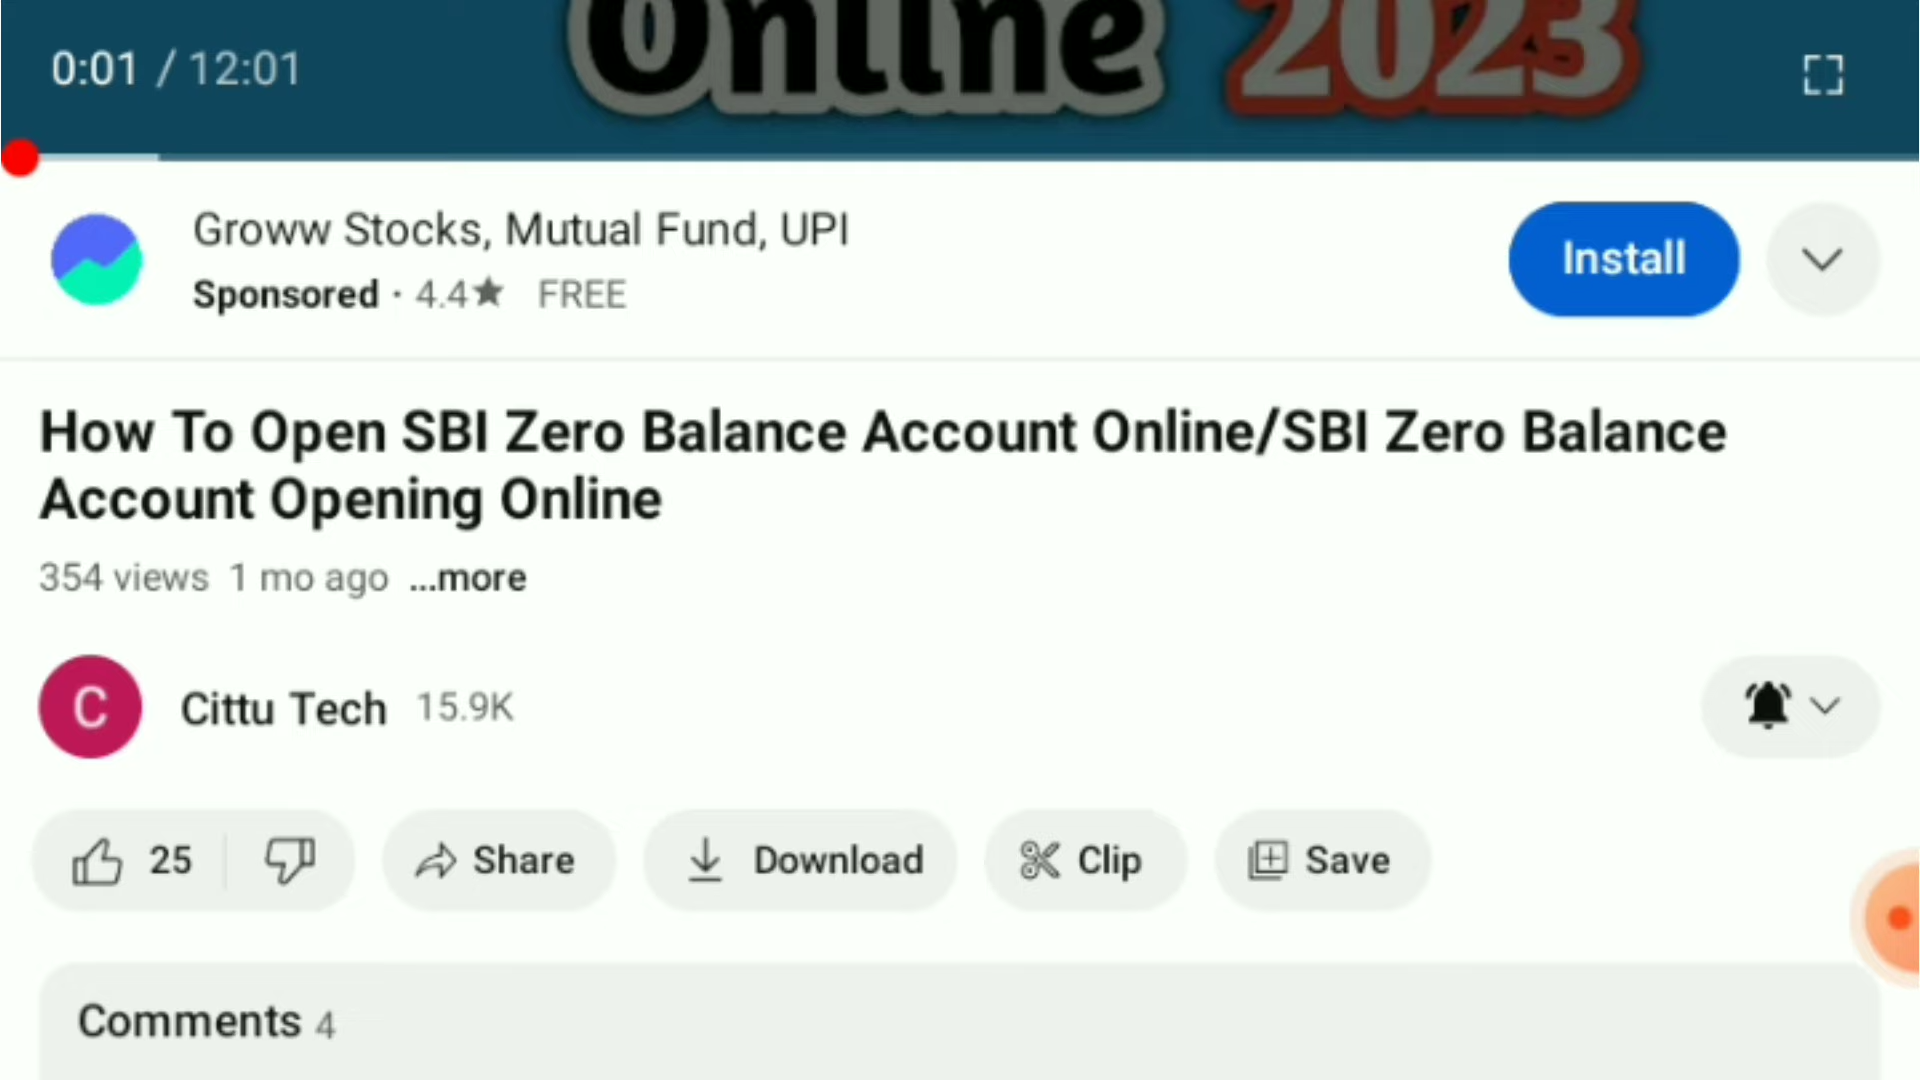 Online 2023
0:01 / 12:01
Groww Stocks, Mutual Fund, UPI
Sponsored · 4.4★ FREE
Install
How To Open SBI Zero Balance Account Online/SBI Zero Balance
Account Opening Online
354 views 1 mo ago ...more
C
Cittu Tech 15.9K
25
Share
Download
Clip
Save
Comments 4